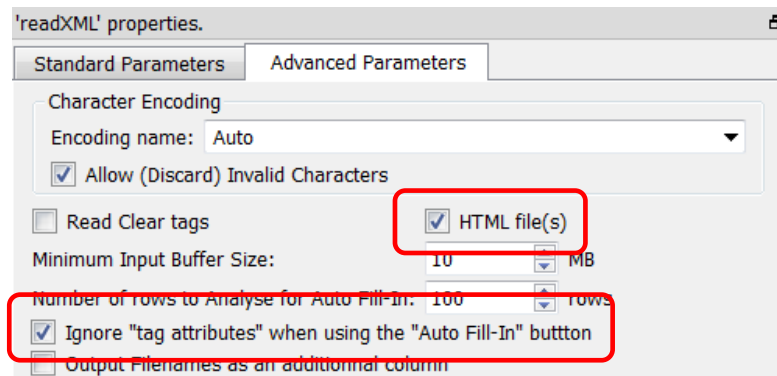 'readXML' properties.
Standard Parameters Advanced Parameters
Character Encoding
Encoding name: Auto
Allow (Discard) Invalid Characters
Read Clear tags HTML file(s)
Minimum Input Buffer Size: 10 MB
Number of rows to Analyse for Auto Fill-In: 100 rows
Ignore "tag attributes" when using the "Auto Fill-In" buttton
Output Filenames as an additionnal column